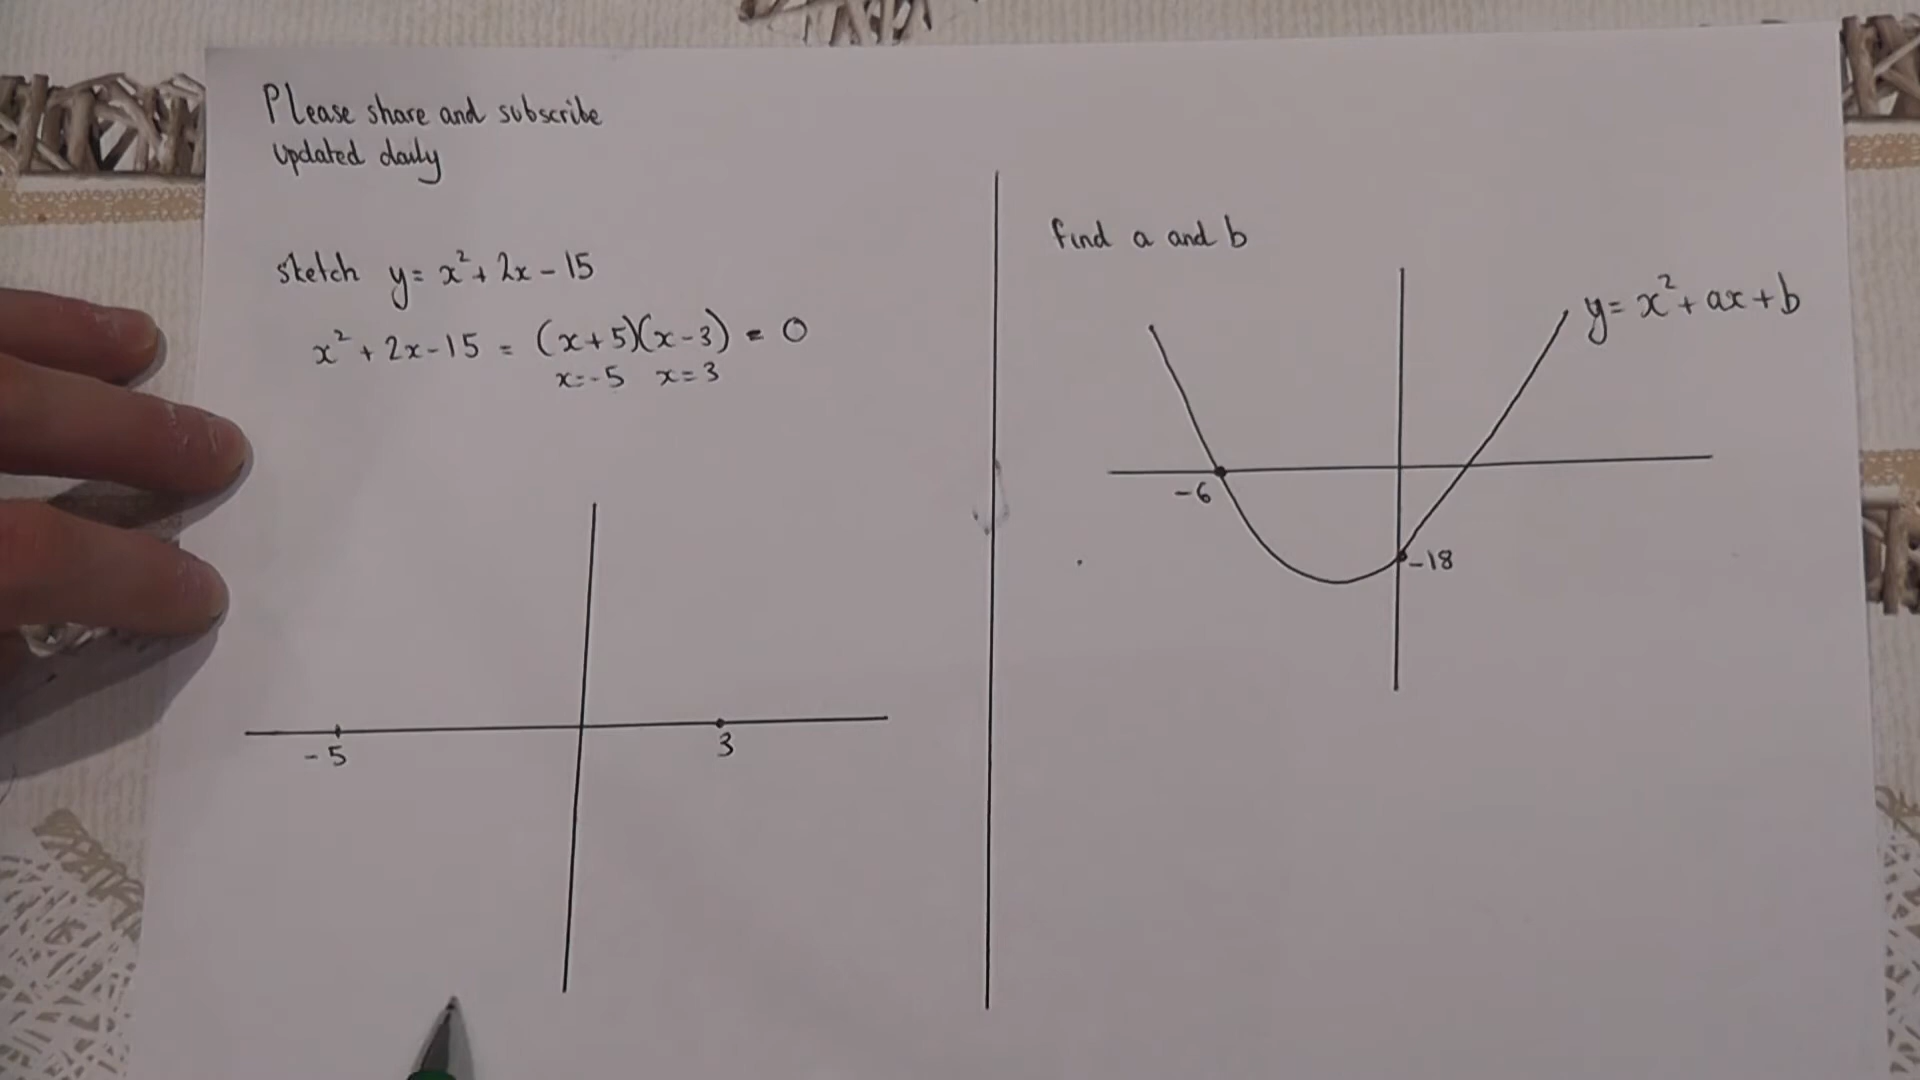 Please share and subscribe
updated daily
sketch y = x² + 2x - 15
x² + 2x - 15 = (x + 5)(x - 3) = 0
x = -5 x = 3
-5
3
find a and b
y = x² + ax + b
-6
-18